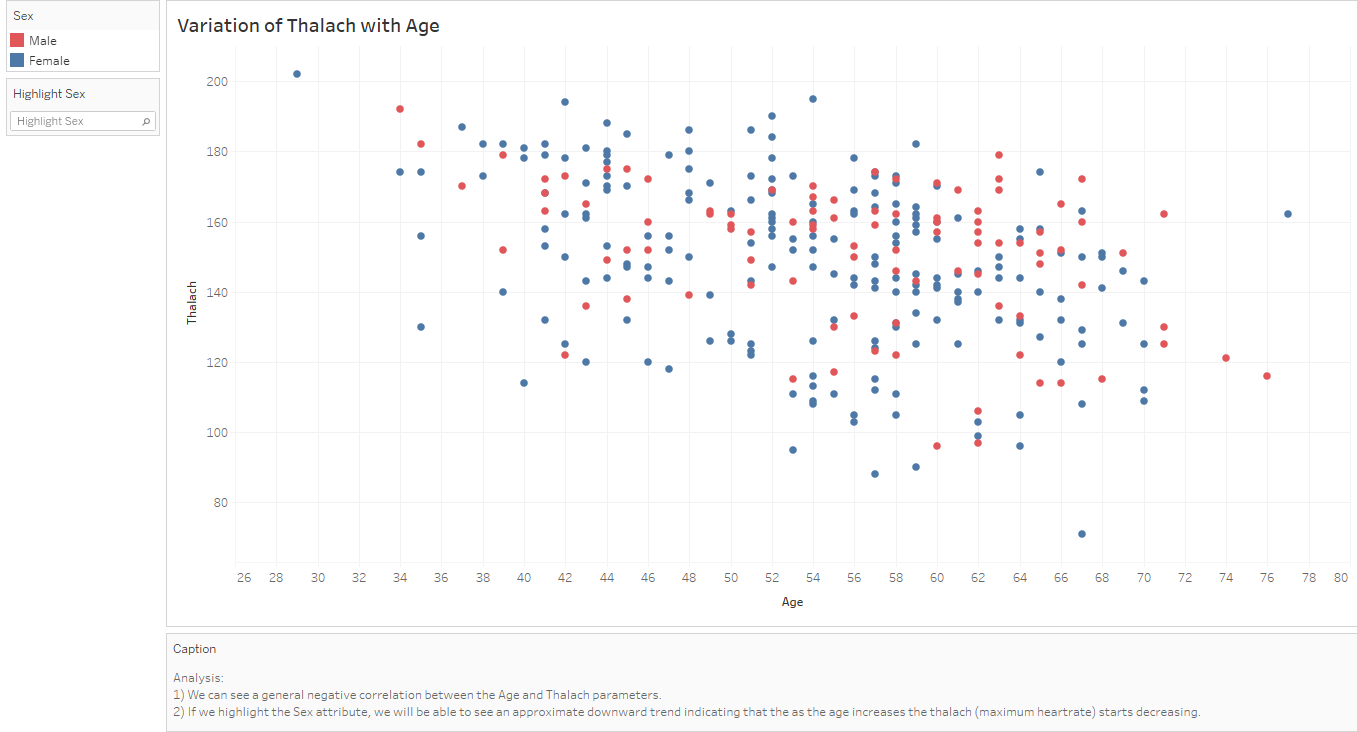 Sex
Male
Female
Highlight Sex
Highlight Sex
Variation of Thalach with Age
200
180
160
140
120
100
80
Thalach
26 28 30 32 34 36 38 40 42 44 46 48 50 52 54 56 58 60 62 64 66 68 70 72 74 76 78 80
Age
Caption
Analysis:
1) We can see a general negative correlation between the Age and Thalach parameters.
2) If we highlight the Sex attribute, we will be able to see an approximate downward trend indicating that the as the age increases the thalach (maximum heartrate) starts decreasing.